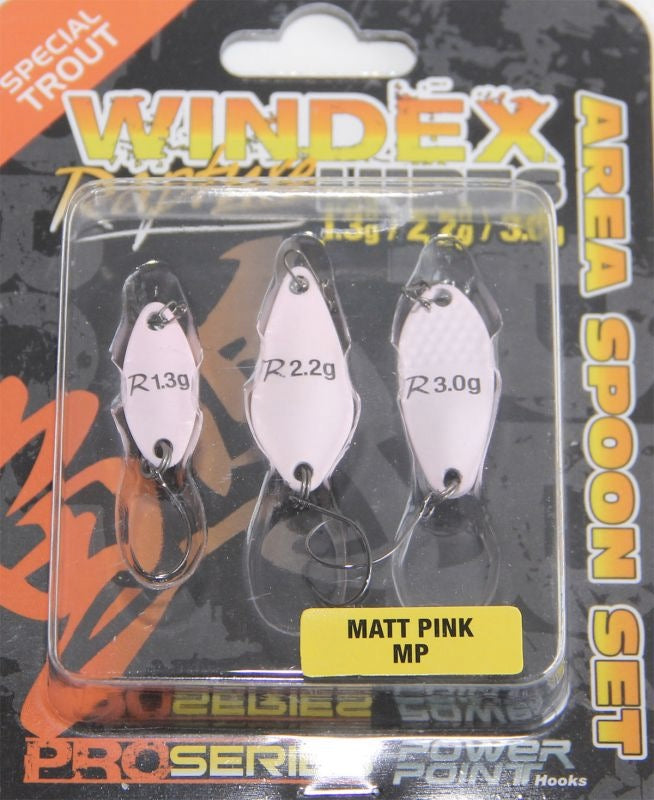 SPECIAL
TROUT
WINDEX
Rapture LURES
1.3g / 2.2g / 3.0g
AREA SPOON SET
R 1.3g
R 2.2g
R 3.0g
MATT PINK
MP
PRO SERIES
POWER
POINT Hooks